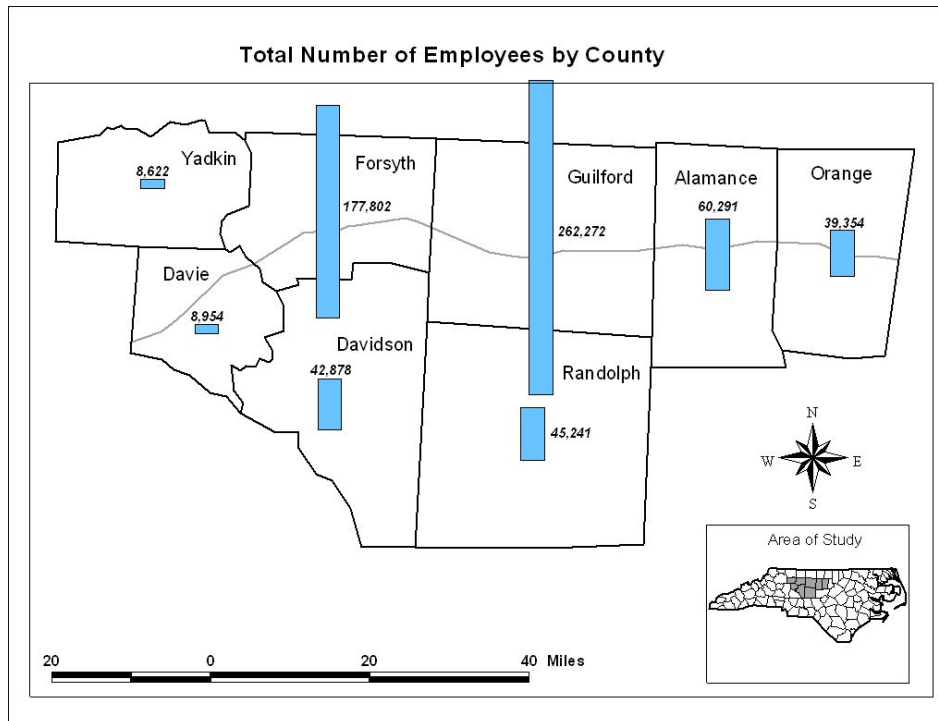 Total Number of Employees by County
Yadkin
8,622
Forsyth
177,802
Guilford
262,272
Alamance
60,291
Orange
39,354
Davie
8,954
Davidson
42,878
Randolph
45,241
N
W E
S
Area of Study
20 0 20 40 Miles